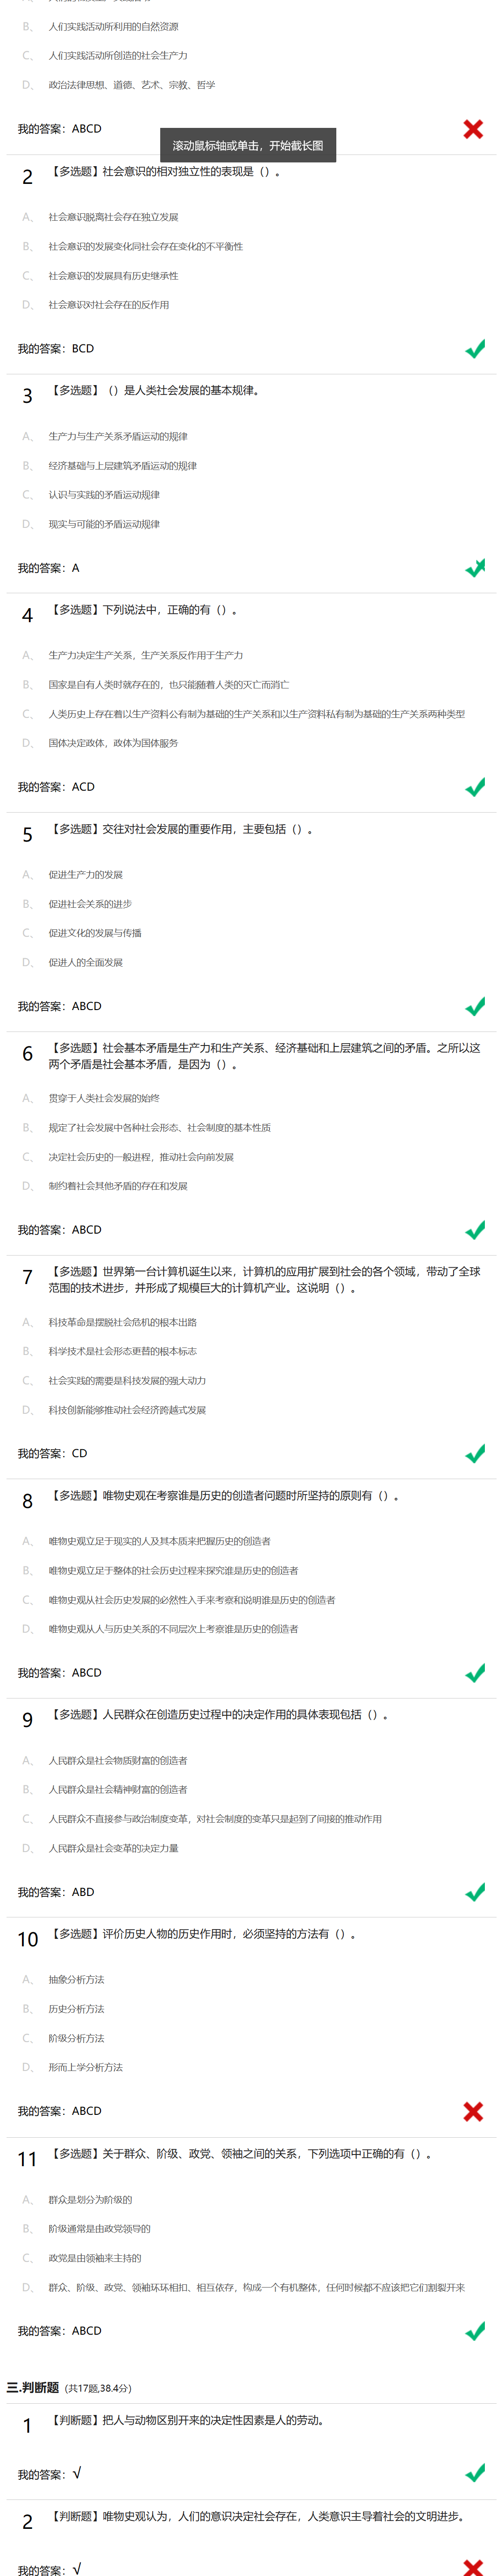 B、 人们实践活动所利用的自然资源
C、 人们实践活动所创造的社会生产力
D、 政治法律思想、道德、艺术、宗教、哲学
我的答案：ABCD
滚动鼠标轴或单击，开始截长图
2 【多选题】社会意识的相对独立性的表现是（）。
A、 社会意识脱离社会存在独立发展
B、 社会意识的发展变化同社会存在变化的不平衡性
C、 社会意识的发展具有历史继承性
D、 社会意识对社会存在的反作用
我的答案：BCD
3 【多选题】（）是人类社会发展的基本规律。
A、 生产力与生产关系矛盾运动的规律
B、 经济基础与上层建筑矛盾运动的规律
C、 认识与实践的矛盾运动规律
D、 现实与可能的矛盾运动规律
我的答案：A
4 【多选题】下列说法中，正确的有（）。
A、 生产力决定生产关系，生产关系反作用于生产力
B、 国家是自有人类时就存在的，也只能随着人类的灭亡而消亡
C、 人类历史上存在着以生产资料公有制为基础的生产关系和以生产资料私有制为基础的生产关系两种类型
D、 国体决定政体，政体为国体服务
我的答案：ACD
5 【多选题】交往对社会发展的重要作用，主要包括（）。
A、 促进生产力的发展
B、 促进社会关系的进步
C、 促进文化的发展与传播
D、 促进人的全面发展
我的答案：ABCD
6 【多选题】社会基本矛盾是生产力和生产关系、经济基础和上层建筑之间的矛盾。之所以这
两个矛盾是社会基本矛盾，是因为（）。
A、 贯穿于人类社会发展的始终
B、 规定了社会发展中各种社会形态、社会制度的基本性质
C、 决定社会历史的一般进程，推动社会向前发展
D、 制约着社会其他矛盾的存在和发展
我的答案：ABCD
7 【多选题】世界第一台计算机诞生以来，计算机的应用扩展到社会的各个领域，带动了全球
范围的技术进步，并形成了规模巨大的计算机产业。这说明（）。
A、 科技革命是摆脱社会危机的根本出路
B、 科学技术是社会形态更替的根本标志
C、 社会实践的需要是科技发展的强大动力
D、 科技创新能够推动社会经济跨越式发展
我的答案：CD
8 【多选题】唯物史观在考察谁是历史的创造者问题时所坚持的原则有（）。
A、 唯物史观立足于现实的人及其本质来把握历史的创造者
B、 唯物史观立足于整体的社会历史过程来探究谁是历史的创造者
C、 唯物史观从社会历史发展的必然性入手来考察和说明谁是历史的创造者
D、 唯物史观从人与历史关系的不同层次上考察谁是历史的创造者
我的答案：ABCD
9 【多选题】人民群众在创造历史过程中的决定作用的具体表现包括（）。
A、 人民群众是社会物质财富的创造者
B、 人民群众是社会精神财富的创造者
C、 人民群众不直接参与政治制度变革，对社会制度的变革只是起到了间接的推动作用
D、 人民群众是社会变革的决定力量
我的答案：ABD
10 【多选题】评价历史人物的历史作用时，必须坚持的方法有（）。
A、 抽象分析方法
B、 历史分析方法
C、 阶级分析方法
D、 形而上学分析方法
我的答案：ABCD
11 【多选题】关于群众、阶级、政党、领袖之间的关系，下列选项中正确的有（）。
A、 群众是划分为阶级的
B、 阶级通常是由政党领导的
C、 政党是由领袖来主持的
D、 群众、阶级、政党、领袖环环相扣、相互依存，构成一个有机整体，任何时候都不应该把它们割裂开来
我的答案：ABCD
三.判断题（共17题,38.4分）
1 【判断题】把人与动物区别开来的决定性因素是人的劳动。
我的答案：√
2 【判断题】唯物史观认为，人们的意识决定社会存在，人类意识主导着社会的文明进步。
我的答案：√